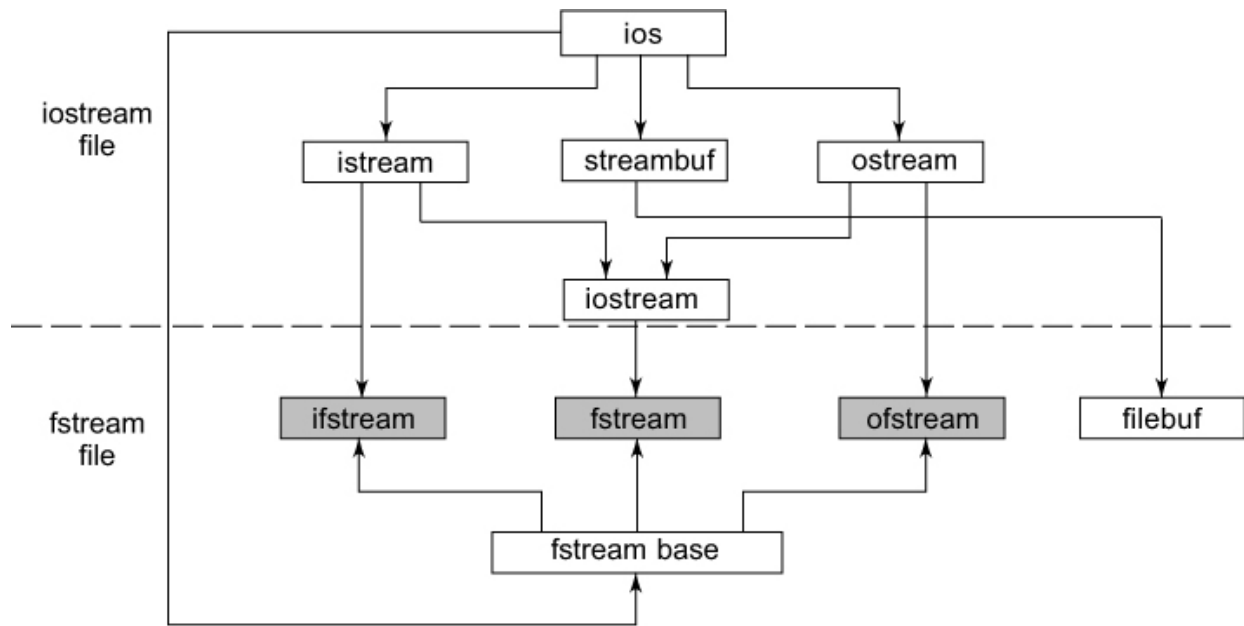 ios
iostream
file
istream
streambuf
ostream
iostream
fstream
file
ifstream
fstream
ofstream
filebuf
fstream base